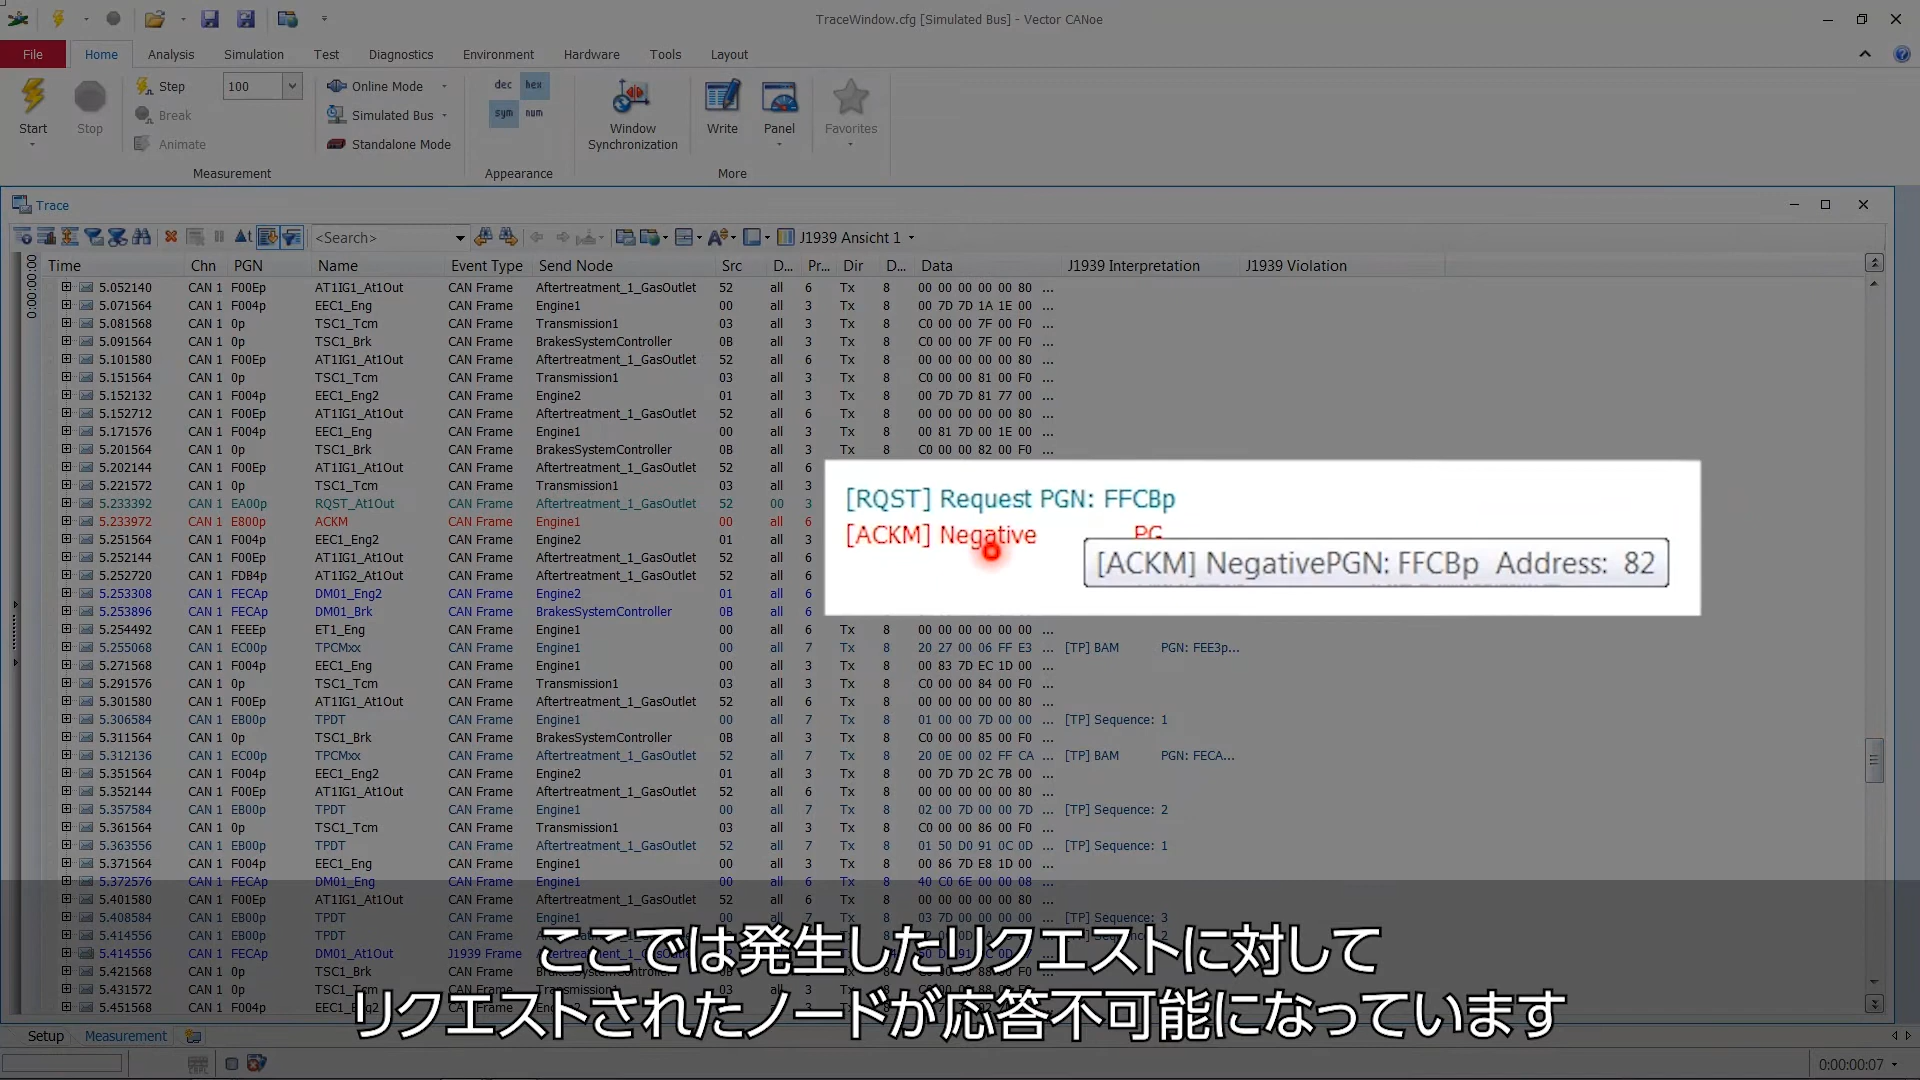 TraceWindow.cfg [Simulated Bus] - Vector CANoe
File Home Analysis Simulation Test Diagnostics Environment Hardware Tools Layout
Start Stop Step 100 Break Animate Online Mode Simulated Bus Standalone Mode dec hex sym num Window Synchronization Write Panel Favorites
Measurement Appearance More
Trace
<Search> J1939 Ansicht 1
0:00:00:00
Time Chn PGN Name Event Type Send Node Src D... Pr... Dir D... Data J1939 Interpretation J1939 Violation
5.052140 CAN 1 F00Ep AT1IG1_At1Out CAN Frame Aftertreatment_1_GasOutlet 52 all 6 Tx 8 00 00 00 00 00 80 ...
5.071564 CAN 1 F004p EEC1_Eng CAN Frame Engine1 00 all 3 Tx 8 00 7D 7D 1A 1E 00 ...
5.081568 CAN 1 0p TSC1_Tcm CAN Frame Transmission1 03 all 3 Tx 8 C0 00 00 7F 00 F0 ...
5.091564 CAN 1 0p TSC1_Brk CAN Frame BrakesSystemController 0B all 3 Tx 8 C0 00 00 7F 00 F0 ...
5.101580 CAN 1 F00Ep AT1IG1_At1Out CAN Frame Aftertreatment_1_GasOutlet 52 all 6 Tx 8 00 00 00 00 00 80 ...
5.151564 CAN 1 0p TSC1_Tcm CAN Frame Transmission1 03 all 3 Tx 8 C0 00 00 81 00 F0 ...
5.152132 CAN 1 F004p EEC1_Eng2 CAN Frame Engine2 01 all 3 Tx 8 00 7D 7D 81 77 00 ...
5.152712 CAN 1 F00Ep AT1IG1_At1Out CAN Frame Aftertreatment_1_GasOutlet 52 all 6 Tx 8 00 00 00 00 00 80 ...
5.171576 CAN 1 F004p EEC1_Eng CAN Frame Engine1 00 all 3 Tx 8 00 81 7D 00 1E 00 ...
5.201564 CAN 1 0p TSC1_Brk CAN Frame BrakesSystemController 0B all 3 Tx 8 C0 00 00 82 00 F0 ...
5.202144 CAN 1 F00Ep AT1IG1_At1Out CAN Frame Aftertreatment_1_GasOutlet 52 all 6
5.221572 CAN 1 0p TSC1_Tcm CAN Frame Transmission1 03 all 3
5.233392 CAN 1 EA00p RQST_At1Out CAN Frame Aftertreatment_1_GasOutlet 52 00 3 [RQST] Request PGN: FFCBp
5.233972 CAN 1 E800p ACKM CAN Frame Engine1 00 all 6 [ACKM] Negative PG
5.251564 CAN 1 F004p EEC1_Eng2 CAN Frame Engine2 01 all 3
5.252144 CAN 1 F00Ep AT1IG1_At1Out CAN Frame Aftertreatment_1_GasOutlet 52 all 6 [ACKM] NegativePGN: FFCBp Address: 82
5.252720 CAN 1 FDB4p AT1IG2_At1Out CAN Frame Aftertreatment_1_GasOutlet 52 all 6
5.253308 CAN 1 FECAp DM01_Eng2 CAN Frame Engine2 01 all 6
5.253896 CAN 1 FECAp DM01_Brk CAN Frame BrakesSystemController 0B all 6
5.254492 CAN 1 FEEEp ET1_Eng CAN Frame Engine1 00 all 6 Tx 8 00 00 00 00 00 00 ...
5.255068 CAN 1 EC00p TPCMxx CAN Frame Engine1 00 all 7 Tx 8 20 27 00 06 FF E3 ... [TP] BAM PGN: FEE3p...
5.271568 CAN 1 F004p EEC1_Eng CAN Frame Engine1 00 all 3 Tx 8 00 83 7D EC 1D 00 ...
5.291576 CAN 1 0p TSC1_Tcm CAN Frame Transmission1 03 all 3 Tx 8 C0 00 00 84 00 F0 ...
5.301580 CAN 1 F00Ep AT1IG1_At1Out CAN Frame Aftertreatment_1_GasOutlet 52 all 6 Tx 8 00 00 00 00 00 80 ...
5.306584 CAN 1 EB00p TPDT CAN Frame Engine1 00 all 7 Tx 8 01 00 00 7D 00 00 ... [TP] Sequence: 1
5.311564 CAN 1 0p TSC1_Brk CAN Frame BrakesSystemController 0B all 3 Tx 8 C0 00 00 85 00 F0 ...
5.312136 CAN 1 EC00p TPCMxx CAN Frame Aftertreatment_1_GasOutlet 52 all 7 Tx 8 20 0E 00 02 FF CA ... [TP] BAM PGN: FECA...
5.351564 CAN 1 F004p EEC1_Eng2 CAN Frame Engine2 01 all 3 Tx 8 00 7D 7D 2C 7B 00 ...
5.352144 CAN 1 F00Ep AT1IG1_At1Out CAN Frame Aftertreatment_1_GasOutlet 52 all 6 Tx 8 00 00 00 00 00 80 ...
5.357584 CAN 1 EB00p TPDT CAN Frame Engine1 00 all 7 Tx 8 02 00 7D 00 00 7D ... [TP] Sequence: 2
5.361564 CAN 1 0p TSC1_Tcm CAN Frame Transmission1 03 all 3 Tx 8 C0 00 00 86 00 F0 ...
5.363556 CAN 1 EB00p TPDT CAN Frame Aftertreatment_1_GasOutlet 52 all 7 Tx 8 01 50 D0 91 0C 0D ... [TP] Sequence: 1
5.371564 CAN 1 F004p EEC1_Eng CAN Frame Engine1 00 all 3 Tx 8 00 86 7D E8 1D 00 ...
5.372576 CAN 1 FECAp DM01_Eng CAN Frame Engine1 00 all 6 Tx 8 40 C0 6E 00 00 08 ...
5.401580 CAN 1 F00Ep AT1IG1_At1Out CAN Frame Aftertreatment_1_GasOutlet 52 all 6 Tx 8 00 00 00 00 00 80 ...
5.408584 CAN 1 EB00p TPDT CAN Frame Engine1 00 all 7 Tx 8 03 7D 00 00 00 00 ... [TP] Sequence: 3
5.414556 CAN 1 EB00p TPDT CAN Frame
5.414556 CAN 1 FECAp DM01_At1Out J1939 Frame
5.421568 CAN 1 0p TSC1_Brk CAN Frame
5.431572 CAN 1 0p TSC1_Tcm CAN Frame
5.451568 CAN 1 F004p
ここでは発生したリクエストに対して
リクエストされたノードが応答不可能になっています
Setup Measurement
0:00:00:07